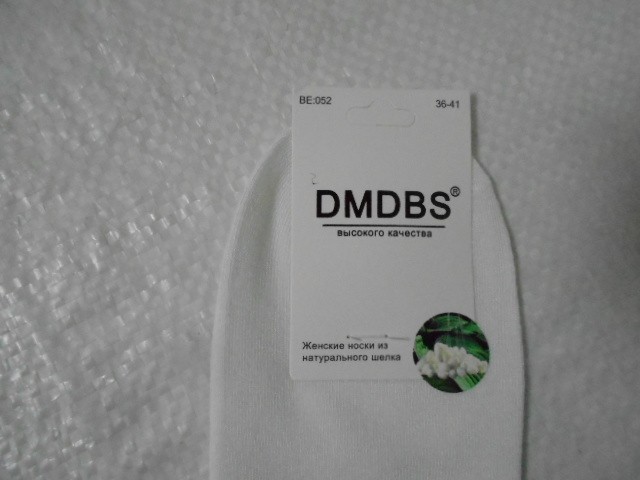 BE:052 36-41
DMDBS®
высокого качества
Женские носки из
натурального шелка